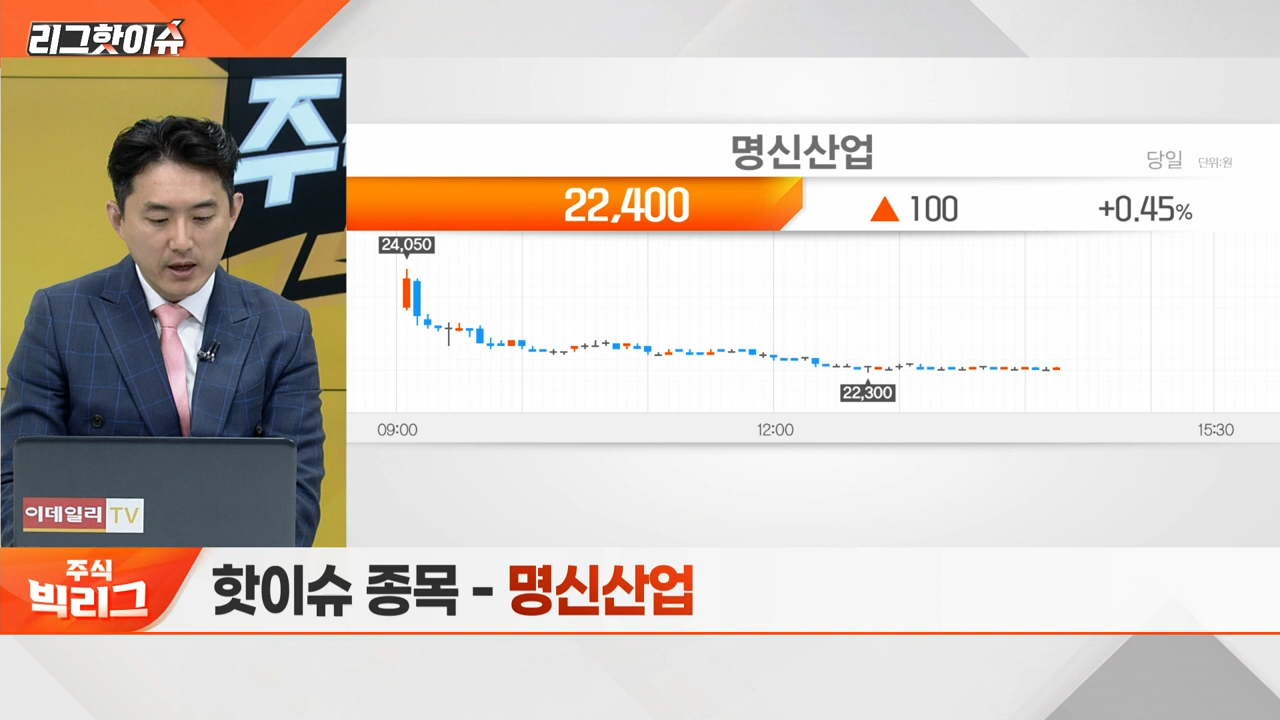 리그핫이슈
주
명신산업
당일 단위:원
22,400 ▲ 100 +0.45%
24,050
22,300
09:00 12:00 15:30
이데일리 TV
주식
빅리그
핫이슈 종목 - 명신산업